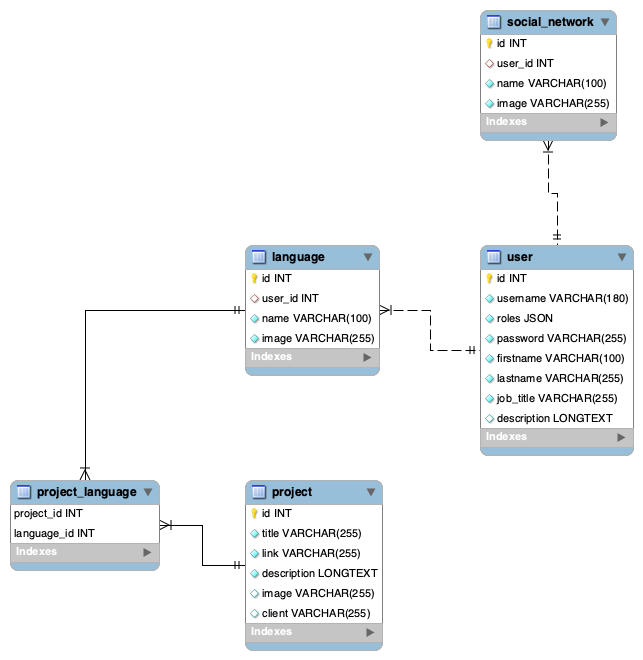 social_network
id INT
user_id INT
name VARCHAR(100)
image VARCHAR(255)
Indexes
language
id INT
user_id INT
name VARCHAR(100)
image VARCHAR(255)
Indexes
user
id INT
username VARCHAR(180)
roles JSON
password VARCHAR(255)
firstname VARCHAR(100)
lastname VARCHAR(255)
job_title VARCHAR(255)
description LONGTEXT
Indexes
project_language
project_id INT
language_id INT
Indexes
project
id INT
title VARCHAR(255)
link VARCHAR(255)
description LONGTEXT
image VARCHAR(255)
client VARCHAR(255)
Indexes